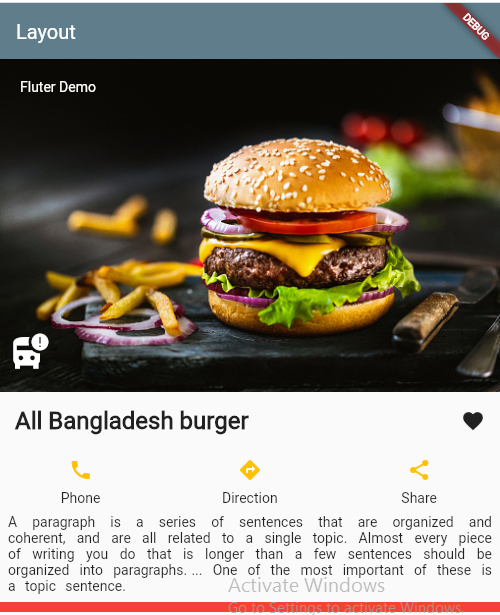 Layout
DEBUG
Fluter Demo
All Bangladesh burger
Phone
Direction
Share
A paragraph is a series of sentences that are organized and
coherent, and are all related to a single topic. Almost every piece
of writing you do that is longer than a few sentences should be
organized into paragraphs. ... One of the most important of these is
a topic sentence.
Activate Windows
Go to Settings to activate Windows.